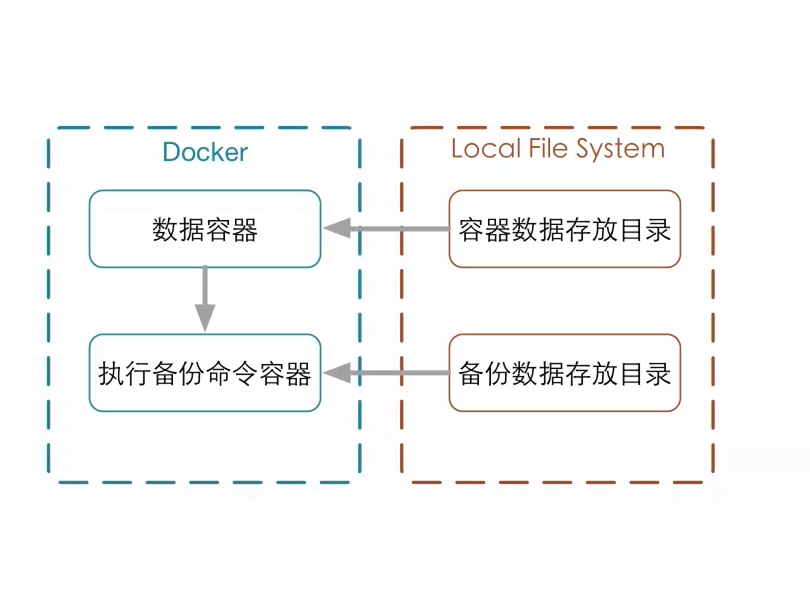 Docker
Local File System
数据容器
容器数据存放目录
执行备份命令容器
备份数据存放目录